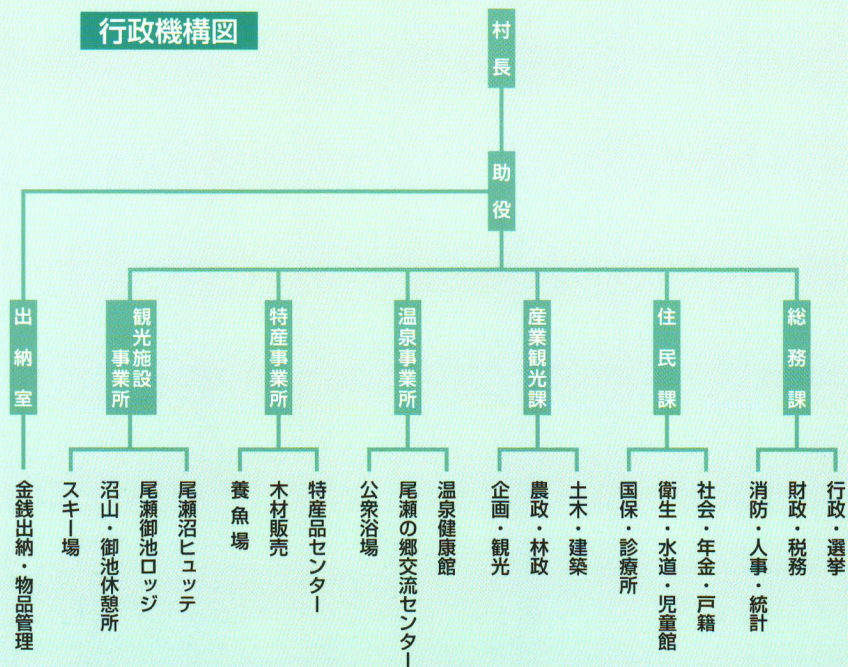 行政機構図
村長
助役
総務課
住民課
産業観光課
温泉事業所
特産事業所
観光施設
事業所
出納室
行政・選挙
財政・税務
消防・人事・統計
社会・年金・戸籍
衛生・水道・児童館
国保・診療所
土木・建築
農政・林政
企画・観光
温泉健康館
尾瀬の郷交流センター
公衆浴場
特産品センター
木材販売
養魚場
尾瀬沼ヒュッテ
尾瀬御池ロッジ
沼山・御池休憩所
スキー場
金銭出納・物品管理